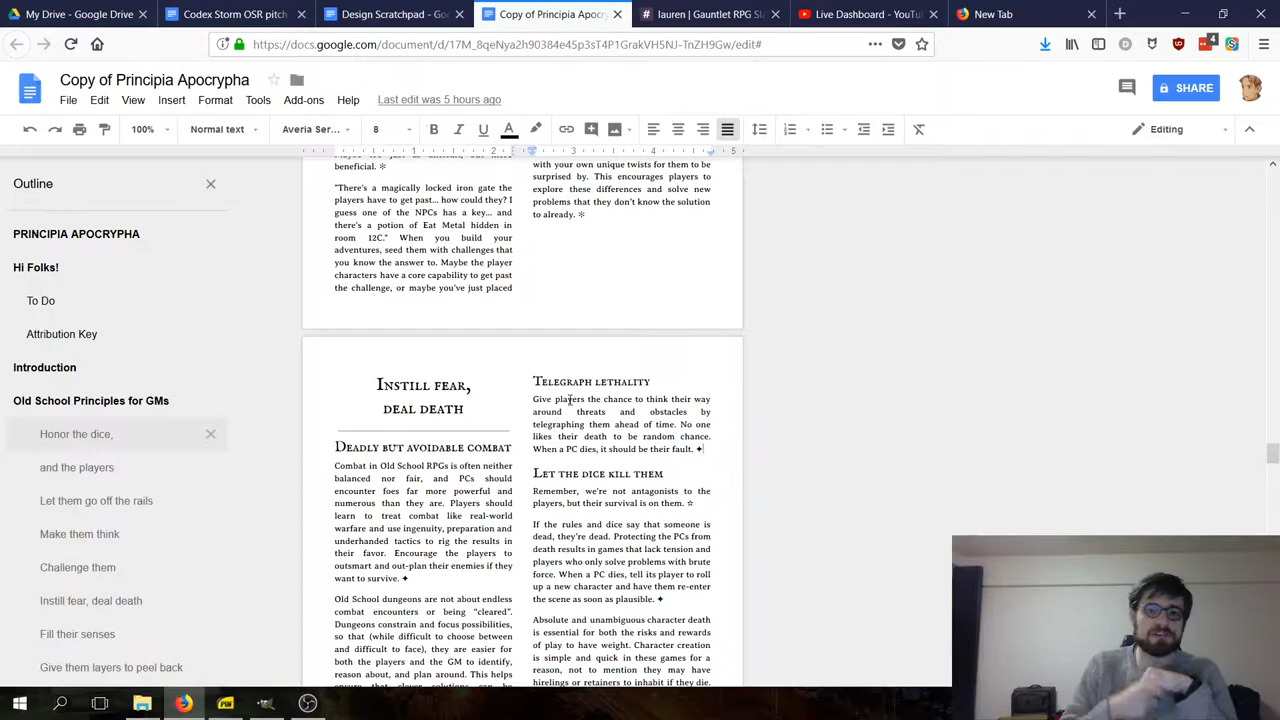 My Drive - Google Drive
Codex Storm OSR pitch
Design Scratchpad - Goo
Copy of Principia Apocry
lauren | Gauntlet RPG Sl
Live Dashboard - YouTu
New Tab
https://docs.google.com/document/d/17M_8qeNya2h90384e45p3sT4P1GrakVH5NJ-TnZH9Gw/edit#
4
Copy of Principia Apocrypha
File Edit View Insert Format Tools Add-ons Help Last edit was 5 hours ago
SHARE
100% Normal text Averia Ser... 8 Editing
1 2 3 4 5
Outline
PRINCIPIA APOCRYPHA
Hi Folks!
To Do
Attribution Key
Introduction
Old School Principles for GMs
Honor the dice,
and the players
Let them go off the rails
Make them think
Challenge them
Instill fear, deal death
Fill their senses
Give them layers to peel back
beneficial. ✼
"There's a magically locked iron gate the
players have to get past... how could they? I
guess one of the NPCs has a key... and
there's a potion of Eat Metal hidden in
room 12C." When you build your
adventures, seed them with challenges that
you know the answer to. Maybe the player
characters have a core capability to get past
the challenge, or maybe you've just placed
with your own unique twists for them to be
surprised by. This encourages players to
explore these differences and solve new
problems that they don't know the solution
to already. ✼
Instill fear,
deal death
Deadly but avoidable combat
Combat in Old School RPGs is often neither
balanced nor fair, and PCs should
encounter foes far more powerful and
numerous than they are. Players should
learn to treat combat like real-world
warfare and use ingenuity, preparation and
underhanded tactics to rig the results in
their favor. Encourage the players to
outsmart and out-plan their enemies if they
want to survive. ✦
Old School dungeons are not about endless
combat encounters or being “cleared”.
Dungeons constrain and focus possibilities,
so that (while difficult to choose between
and difficult to face), they are easier for
both the players and the GM to identify,
reason about, and plan around. This helps
ensure that clever solutions can be
Telegraph lethality
Give players the chance to think their way
around threats and obstacles by
telegraphing them ahead of time. No one
likes their death to be random chance.
When a PC dies, it should be their fault. ✦
Let the dice kill them
Remember, we're not antagonists to the
players, but their survival is on them. ☆
If the rules and dice say that someone is
dead, they're dead. Protecting the PCs from
death results in games that lack tension and
players who only solve problems with brute
force. When a PC dies, tell its player to roll
up a new character and have them re-enter
the scene as soon as plausible. ✦
Absolute and unambiguous character death
is essential for both the risks and rewards
of play to have weight. Character creation
is simple and quick in these games for a
reason, not to mention they may have
hirelings or retainers to inhabit if they die.